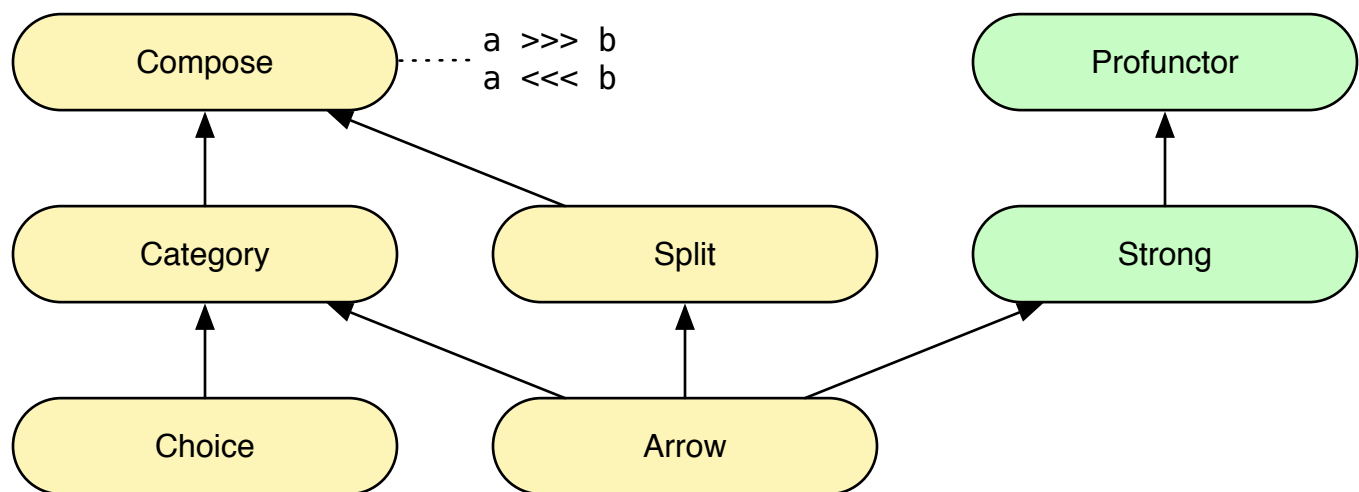 Compose
a >>> b
a <<< b
Profunctor
Category
Split
Strong
Choice
Arrow